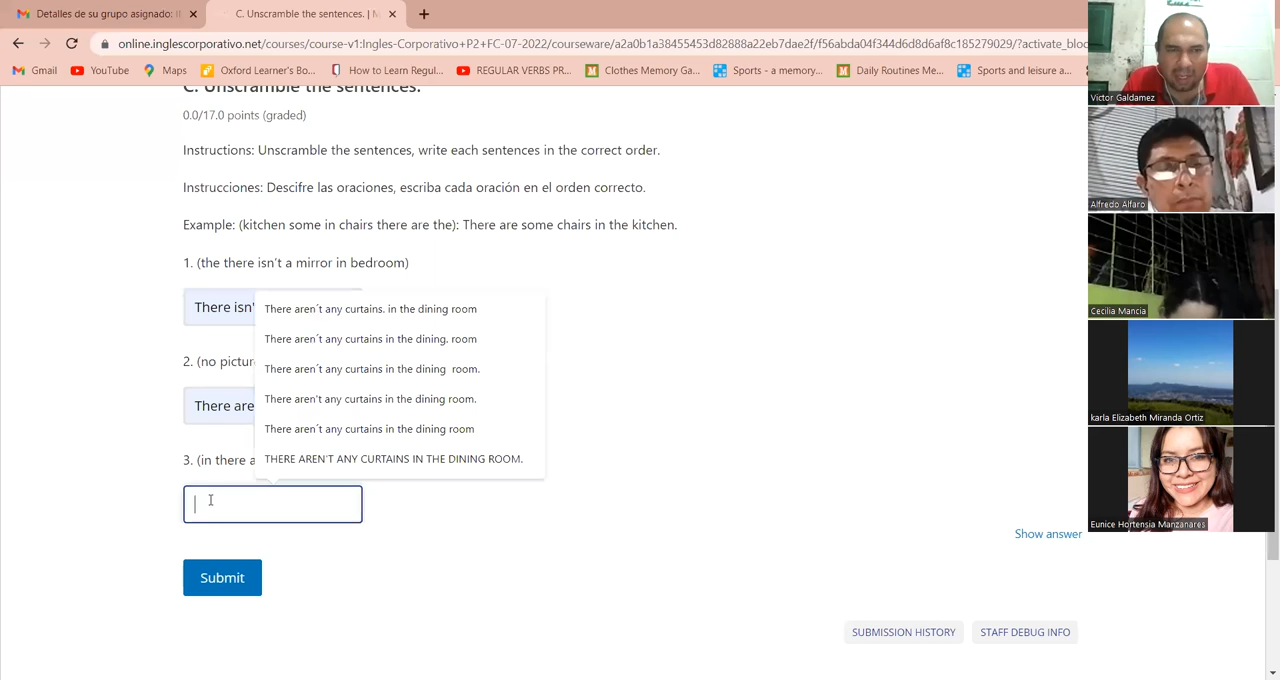 Detalles de su grupo asignado: I
C. Unscramble the sentences. | N
online.inglescorporativo.net/courses/course-v1:Ingles-Corporativo+P2+FC-07-2022/courseware/a2a0b1a38455453d82888a22eb7dae2f/f56abda04f344d6d8d6af8c185279029/?activate_bloc
Gmail
YouTube
Maps
Oxford Learner's Bo...
How to Learn Regul...
REGULAR VERBS PR...
Clothes Memory Ga...
Sports - a memory...
Daily Routines Me...
Sports and leisure a...
C. Unscramble the sentences.
0.0/17.0 points (graded)
Instructions: Unscramble the sentences, write each sentences in the correct order.
Instrucciones: Descifre las oraciones, escriba cada oración en el orden correcto.
Example: (kitchen some in chairs there are the): There are some chairs in the kitchen.
1. (the there isn't a mirror in bedroom)
There isn'
There aren´t any curtains. in the dining room
There aren´t any curtains in the dining. room
2. (no pictur
There aren´t any curtains in the dining  room.
There are
There aren't any curtains in the dining room.
There aren´t any curtains in the dining room.
3. (in there a
THERE AREN'T ANY CURTAINS IN THE DINING ROOM.
Show answer
Submit
SUBMISSION HISTORY
STAFF DEBUG INFO
Victor Galdamez
Alfredo Alfaro
Cecilia Mancia
karla Elizabeth Miranda Ortiz
Eunice Hortensia Manzanares